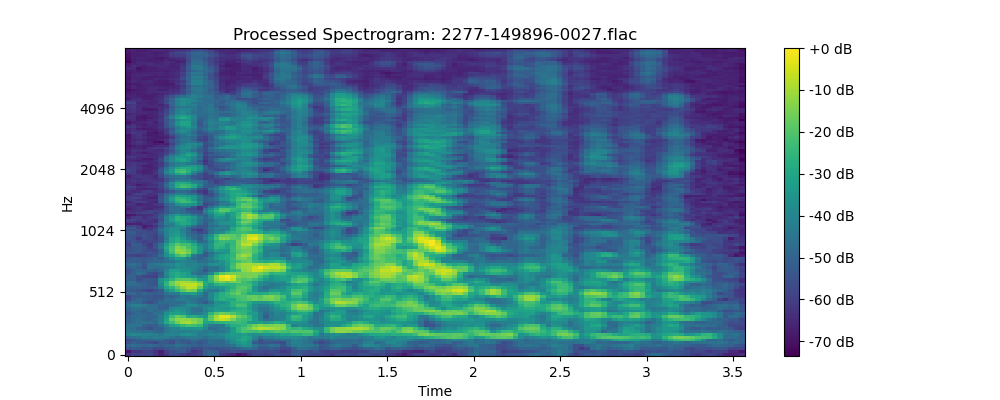 Processed Spectrogram: 2277-149896-0027.flac
Hz
4096
2048
1024
512
0
0
0.5
1
1.5
2
2.5
3
3.5
Time
+0 dB
-10 dB
-20 dB
-30 dB
-40 dB
-50 dB
-60 dB
-70 dB